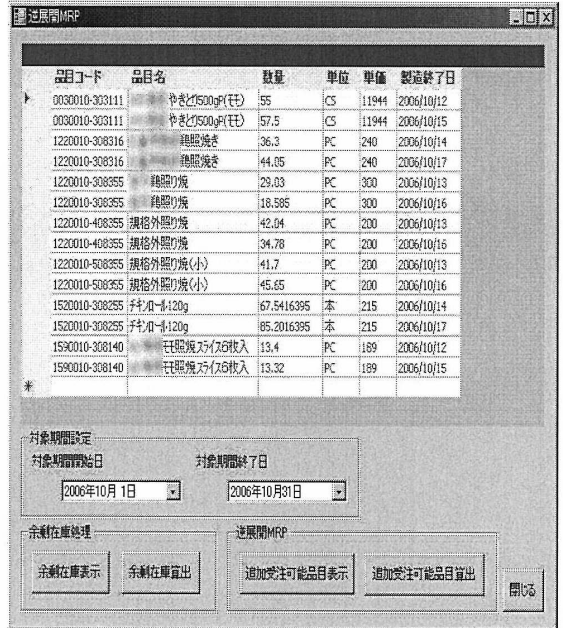 逆展開MRP
品目コード 品目名 数量 単位 単価 製造終了日
0030010-303111 やきとり500gP(モモ) 55 CS 11944 2006/10/12
0030010-303111 やきとり500gP(モモ) 57.5 CS 11944 2006/10/15
1220010-308316 鶏照焼き 36.3 PC 240 2006/10/14
1220010-308316 鶏照焼き 44.05 PC 240 2006/10/17
1220010-308355 鶏照り焼 29.03 PC 300 2006/10/13
1220010-308355 鶏照り焼 18.585 PC 300 2006/10/16
1220010-408355 規格外照り焼 42.04 PC 200 2006/10/13
1220010-408355 規格外照り焼 34.78 PC 200 2006/10/16
1220010-508355 規格外照り焼(小) 41.7 PC 200 2006/10/13
1220010-508355 規格外照り焼(小) 45.65 PC 200 2006/10/16
1520010-308255 チキンロール120g 67.5416395 本 215 2006/10/14
1520010-308255 チキンロール120g 85.2016395 本 215 2006/10/17
1590010-308140 モモ照焼スライス6枚入 13.4 PC 189 2006/10/12
1590010-308140 モモ照焼スライス6枚入 13.32 PC 189 2006/10/15
対象期間設定
対象期間開始日 対象期間終了日
2006年10月 1日 2006年10月31日
余剰在庫処理 逆展開MRP
余剰在庫表示 余剰在庫算出 追加受注可能品目表示 追加受注可能品目算出 閉じる